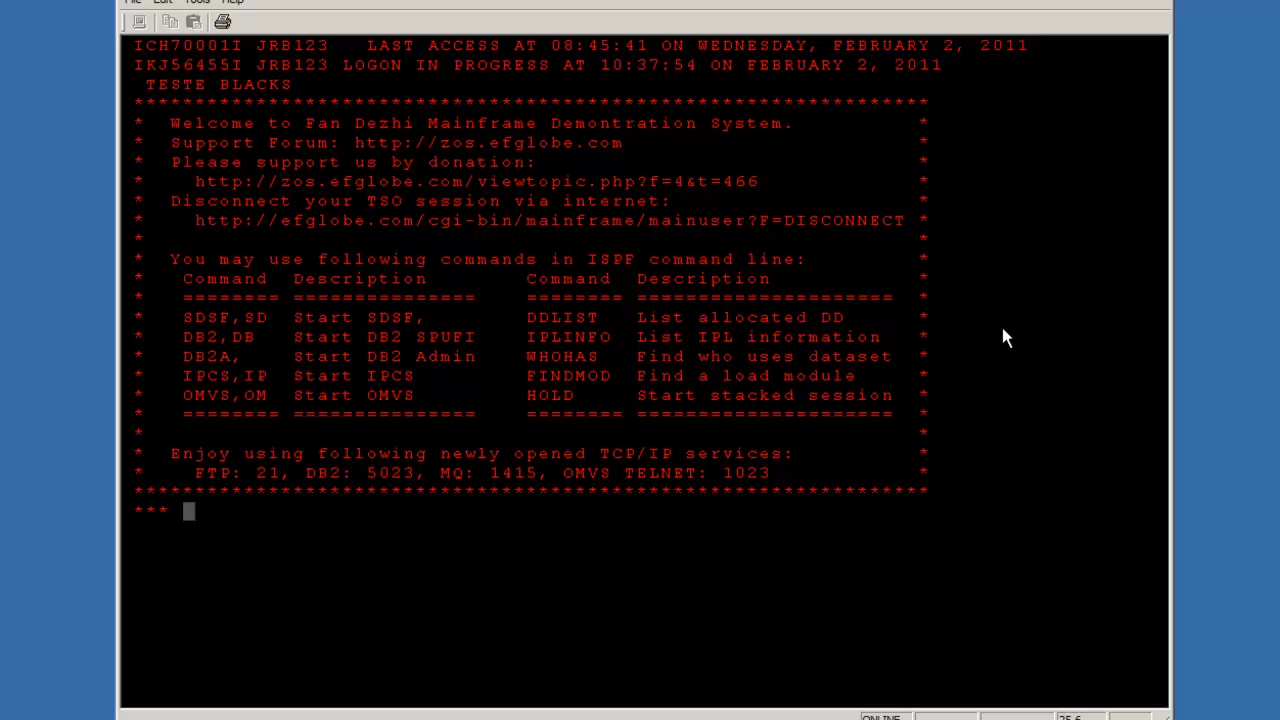 File Edit Tools Help
ICH70001I JRB123 LAST ACCESS AT 08:45:41 ON WEDNESDAY, FEBRUARY 2, 2011
IKJ56455I JRB123 LOGON IN PROGRESS AT 10:37:54 ON FEBRUARY 2, 2011
TESTE BLACKS
*****************************************************************
* Welcome to Fan Dezhi Mainframe Demontration System. *
* Support Forum: http://zos.efglobe.com *
* Please support us by donation: *
* http://zos.efglobe.com/viewtopic.php?f=4&t=466 *
* Disconnect your TSO session via internet: *
* http://efglobe.com/cgi-bin/mainframe/mainuser?F=DISCONNECT *
* *
* You may use following commands in ISPF command line: *
* Command Description Command Description *
* ======== =============== ======== ===================== *
* SDSF,SD Start SDSF, DDLIST List allocated DD *
* DB2,DB Start DB2 SPUFI IPLINFO List IPL information *
* DB2A, Start DB2 Admin WHOHAS Find who uses dataset *
* IPCS,IP Start IPCS FINDMOD Find a load module *
* OMVS,OM Start OMVS HOLD Start stacked session *
* ======== =============== ======== ===================== *
* *
* Enjoy using following newly opened TCP/IP services: *
* FTP: 21, DB2: 5023, MQ: 1415, OMVS TELNET: 1023 *
*****************************************************************
***
ONLINE 25,6